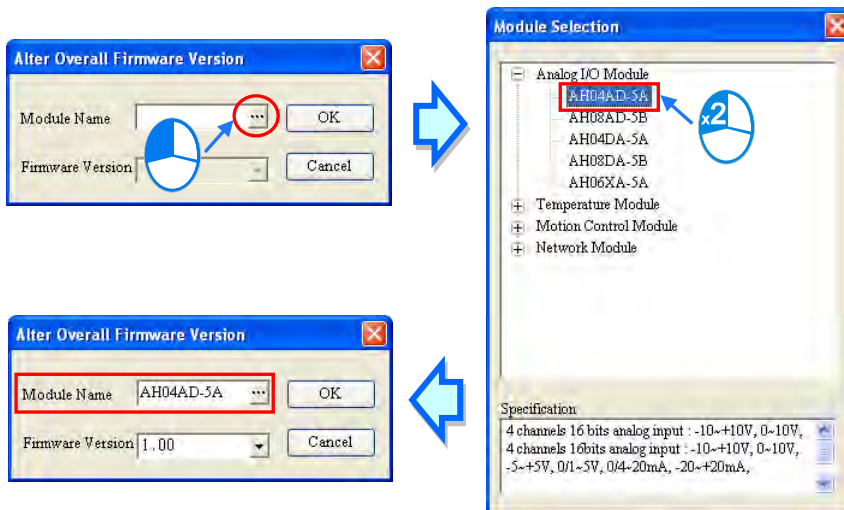 Alter Overall Firmware Version
Module Name ... OK
Firmware Version Cancel
Module Selection
Analog I/O Module
AH04AD-5A
x2
AH08AD-5B
AH04DA-5A
AH08DA-5B
AH06XA-5A
Temperature Module
Motion Control Module
Network Module
Specification
4 channels 16 bits analog input : -10~+10V, 0~10V,
4 channels 16bits analog input : -10~+10V, 0~10V,
-5~+5V, 0/1~5V, 0/4~20mA, -20~+20mA,
Alter Overall Firmware Version
Module Name AH04AD-5A ... OK
Firmware Version 1.00 Cancel